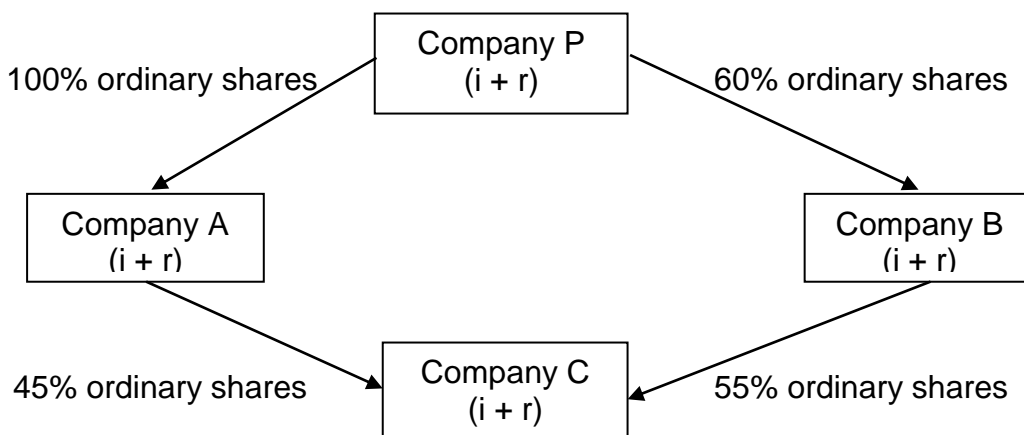 Company P
(i + r)
100% ordinary shares
60% ordinary shares
Company A
(i + r)
Company B
(i + r)
45% ordinary shares
Company C
(i + r)
55% ordinary shares